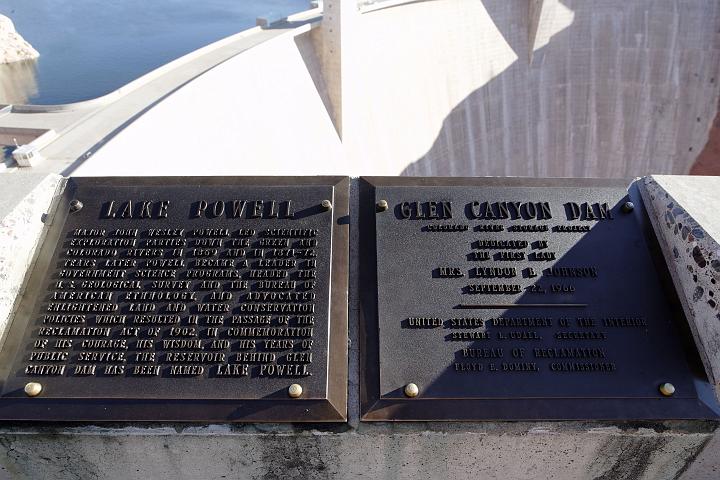 LAKE POWELL
MAJOR JOHN WESLEY POWELL LED SCIENTIFIC
EXPLORATION PARTIES DOWN THE GREEN AND
COLORADO RIVERS IN 1869 AND IN 1871-72.
YEARS LATER POWELL BECAME A LEADER IN
GOVERNMENT SCIENCE PROGRAMS, HEADED THE
U. S. GEOLOGICAL SURVEY AND THE BUREAU OF
AMERICAN ETHNOLOGY, AND ADVOCATED
ENLIGHTENED LAND AND WATER CONSERVATION
POLICIES WHICH RESULTED IN THE PASSAGE OF THE
RECLAMATION ACT OF 1902. IN COMMEMORATION
OF HIS COURAGE, HIS WISDOM, AND HIS YEARS OF
PUBLIC SERVICE, THE RESERVOIR BEHIND GLEN
CANYON DAM HAS BEEN NAMED LAKE POWELL.
GLEN CANYON DAM
COLORADO RIVER STORAGE PROJECT
DEDICATED BY
THE FIRST LADY
MRS. LYNDON B. JOHNSON
SEPTEMBER 22, 1966
UNITED STATES DEPARTMENT OF THE INTERIOR
STEWART L. UDALL, SECRETARY
BUREAU OF RECLAMATION
FLOYD E. DOMINY, COMMISSIONER